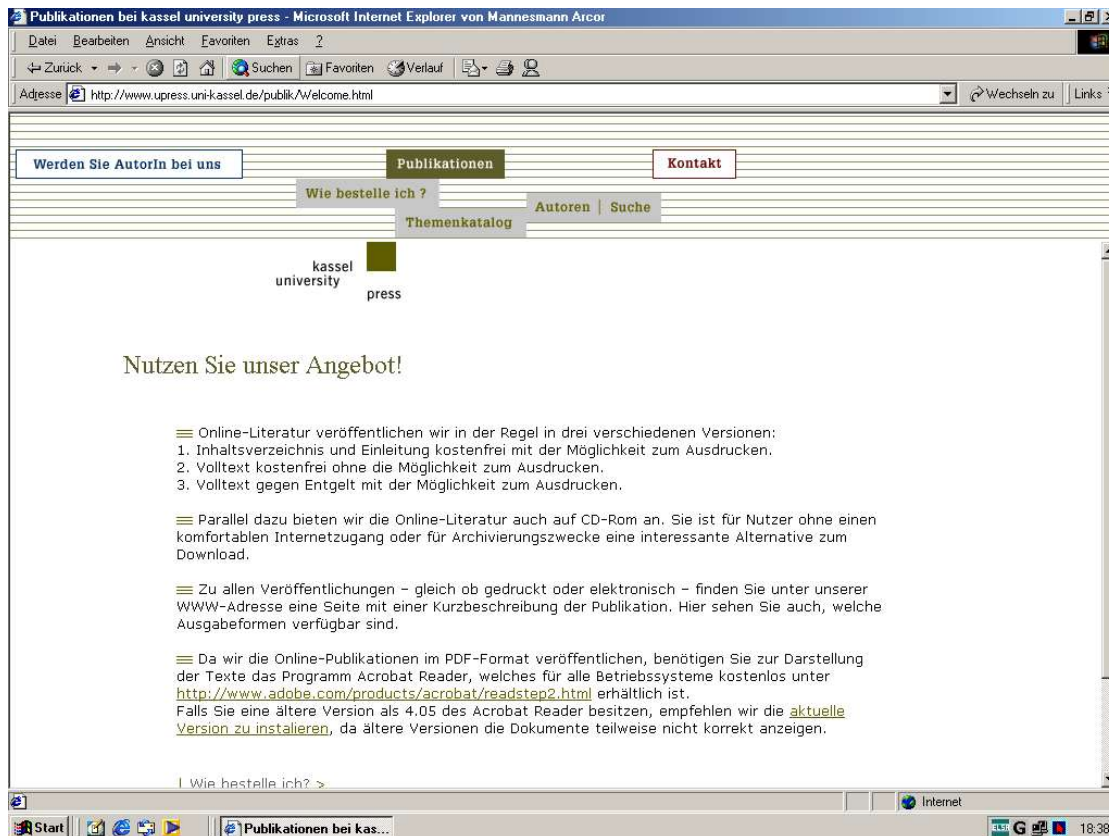 Publikationen bei kassel university press - Microsoft Internet Explorer von Mannesmann Arcor
Datei Bearbeiten Ansicht Favoriten Extras ?
Zurück Suchen Favoriten Verlauf
Adresse http://www.upress.uni-kassel.de/publik/Welcome.html Wechseln zu Links
Werden Sie AutorIn bei uns Publikationen Kontakt
Wie bestelle ich ?
Autoren | Suche
Themenkatalog
kassel
university
press
Nutzen Sie unser Angebot!
Online-Literatur veröffentlichen wir in der Regel in drei verschiedenen Versionen:
1. Inhaltsverzeichnis und Einleitung kostenfrei mit der Möglichkeit zum Ausdrucken.
2. Volltext kostenfrei ohne die Möglichkeit zum Ausdrucken.
3. Volltext gegen Entgelt mit der Möglichkeit zum Ausdrucken.
Parallel dazu bieten wir die Online-Literatur auch auf CD-Rom an. Sie ist für Nutzer ohne einen
komfortablen Internetzugang oder für Archivierungszwecke eine interessante Alternative zum
Download.
Zu allen Veröffentlichungen – gleich ob gedruckt oder elektronisch – finden Sie unter unserer
WWW-Adresse eine Seite mit einer Kurzbeschreibung der Publikation. Hier sehen Sie auch, welche
Ausgabeformen verfügbar sind.
Da wir die Online-Publikationen im PDF-Format veröffentlichen, benötigen Sie zur Darstellung
der Texte das Programm Acrobat Reader, welches für alle Betriebssysteme kostenlos unter
http://www.adobe.com/products/acrobat/readstep2.html erhältlich ist.
Falls Sie eine ältere Version als 4.05 des Acrobat Reader besitzen, empfehlen wir die aktuelle
Version zu instalieren, da ältere Versionen die Dokumente teilweise nicht korrekt anzeigen.
| Wie bestelle ich? >
Internet
Start Publikationen bei kas... G 18:38